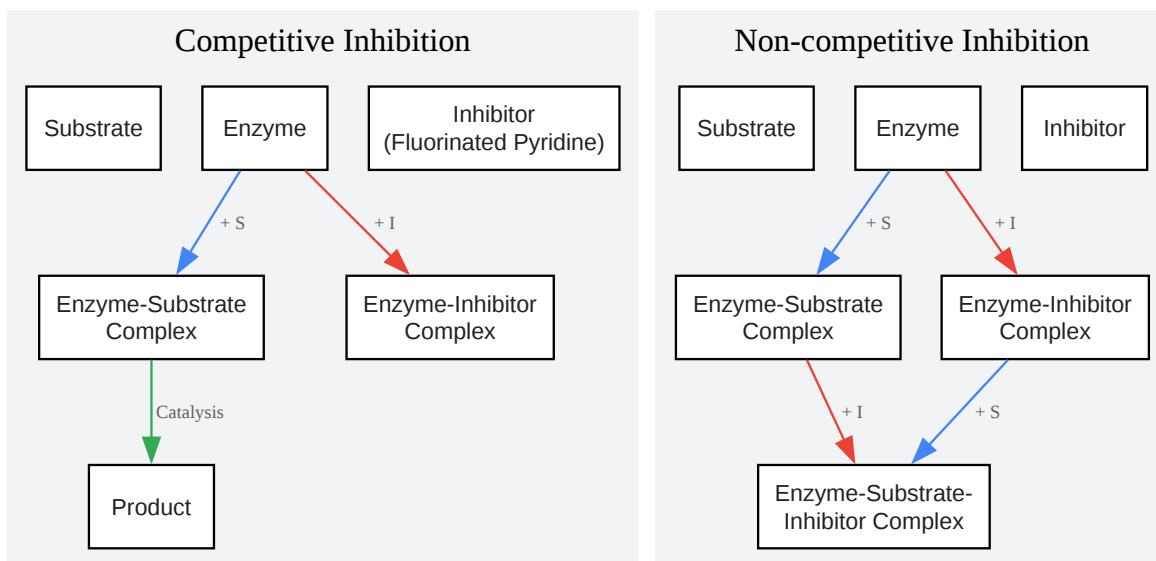 Competitive Inhibition
Substrate
Enzyme
Inhibitor
(Fluorinated Pyridine)
+ S
+ I
Enzyme-Substrate
Complex
Enzyme-Inhibitor
Complex
Catalysis
Product
Non-competitive Inhibition
Substrate
Enzyme
Inhibitor
+ S
+ I
Enzyme-Substrate
Complex
Enzyme-Inhibitor
Complex
+ I
+ S
Enzyme-Substrate-
Inhibitor Complex